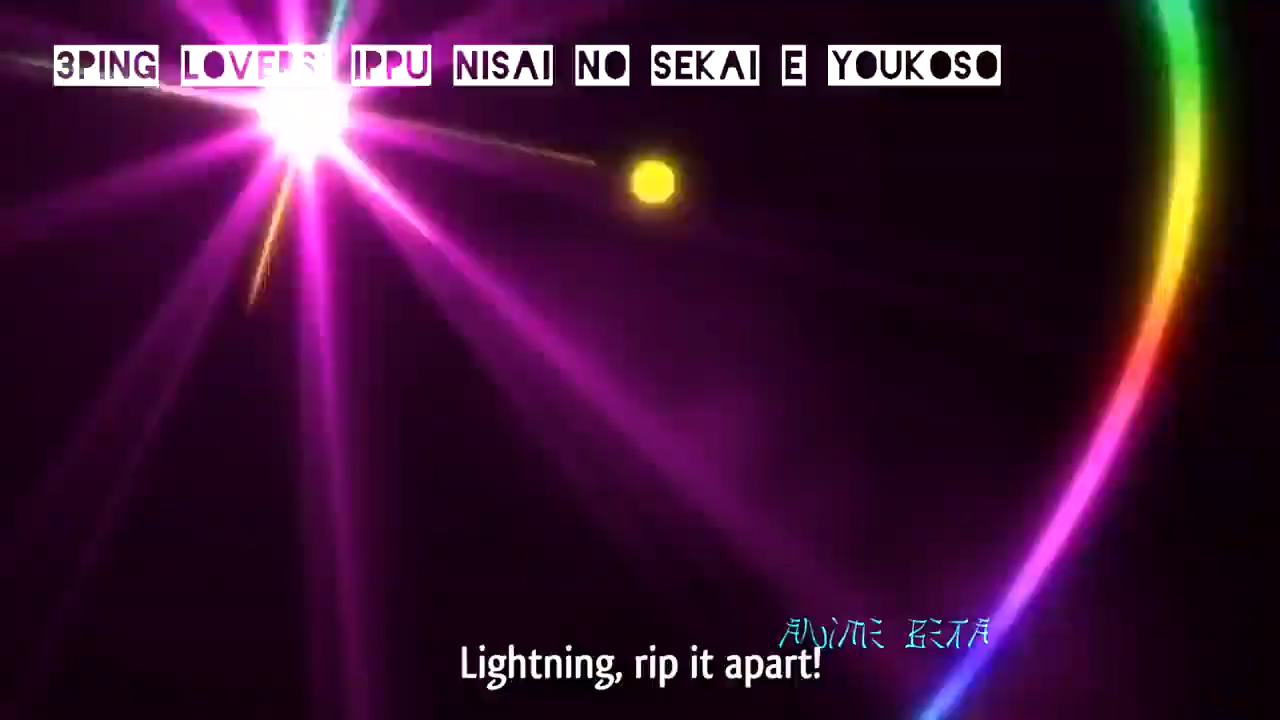 3PING LOVERS! IPPU NISAI NO SEKAI E YOUKOSO
ANIME BETA
Lightning, rip it apart!